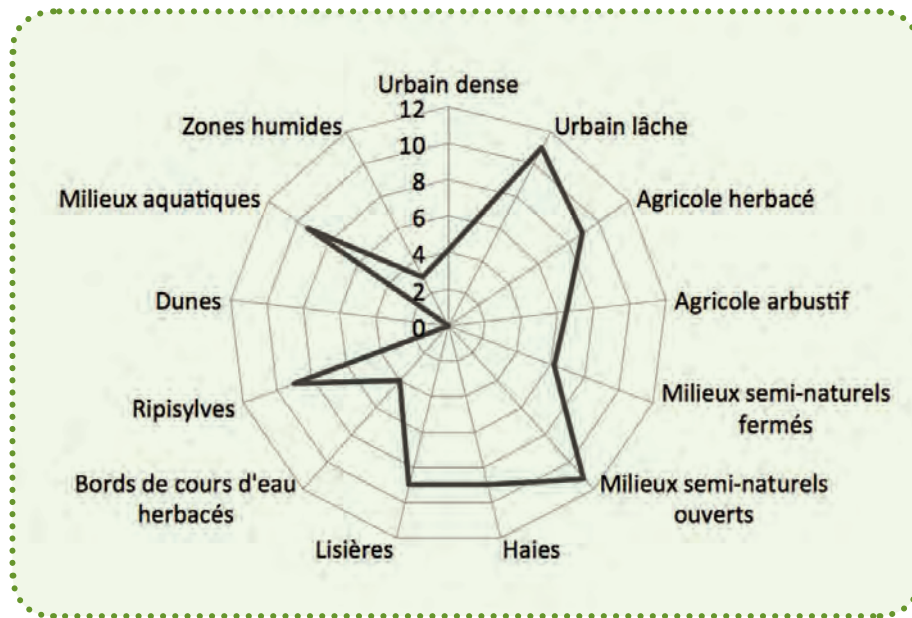 Urbain dense
12
10
8
6
4
2
0
Urbain lâche
Agricole herbacé
Agricole arbustif
Milieux semi-naturels
fermés
Milieux semi-naturels
ouverts
Haies
Lisières
Bords de cours d'eau
herbacés
Ripisylves
Dunes
Milieux aquatiques
Zones humides